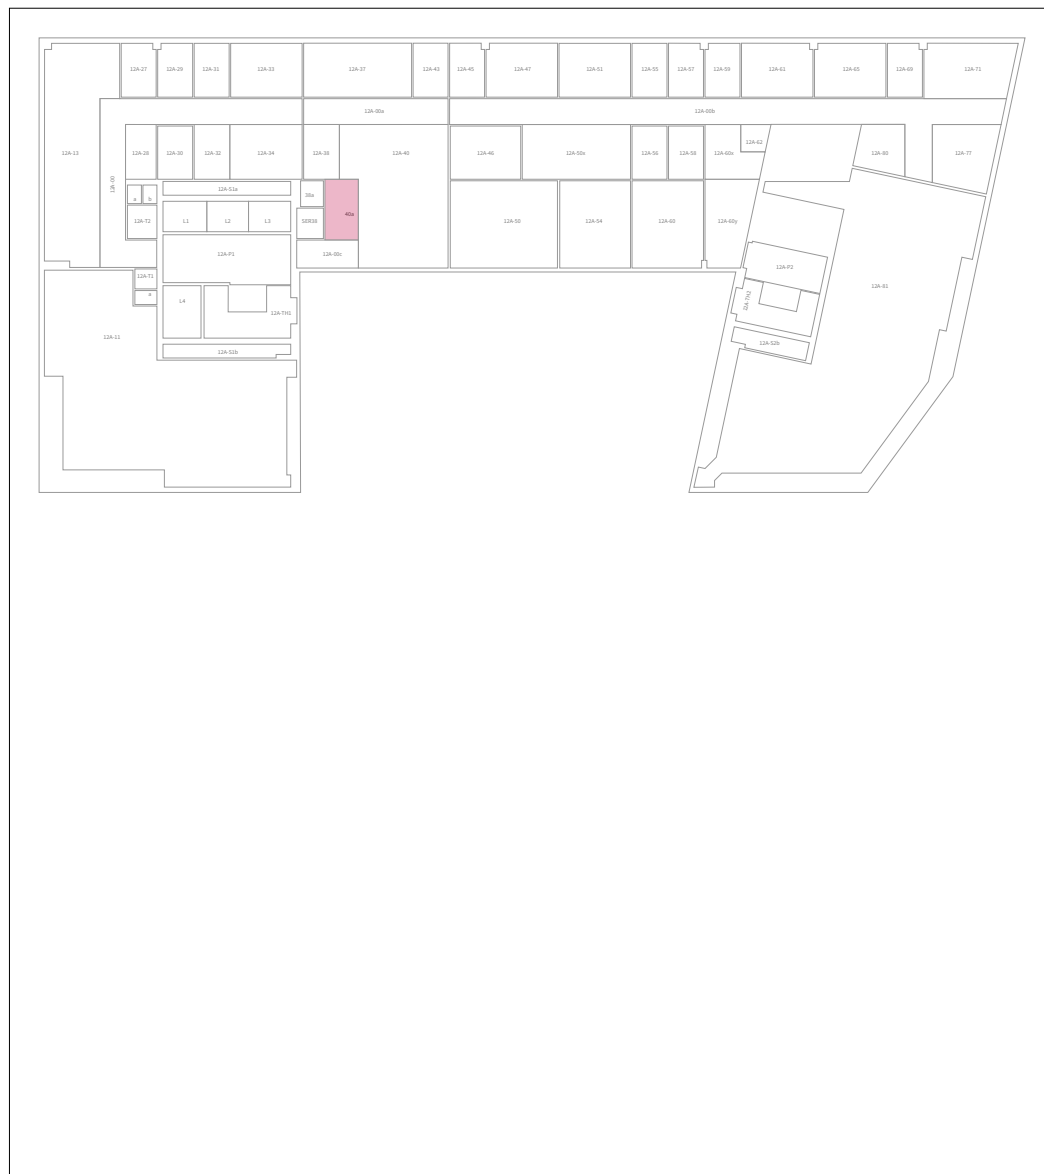 12A-27 12A-29 12A-31 12A-33 12A-37 12A-43 12A-45 12A-47 12A-51 12A-55 12A-57 12A-59 12A-61 12A-65 12A-69 12A-71
12A-00a 12A-00b
12A-13 12A-28 12A-30 12A-32 12A-34 12A-38 12A-40 12A-46 12A-50x 12A-56 12A-58 12A-60x 12A-62 12A-80 12A-77
12A-00
12A-S1a
a b 38a 40a
12A-T2 L1 L2 L3 SER38 12A-50 12A-54 12A-60 12A-60y
12A-P1 12A-00c
12A-T1 12A-P2
a L4 12A-TH1 12A-TH2 12A-81
12A-11
12A-S1b 12A-S2b